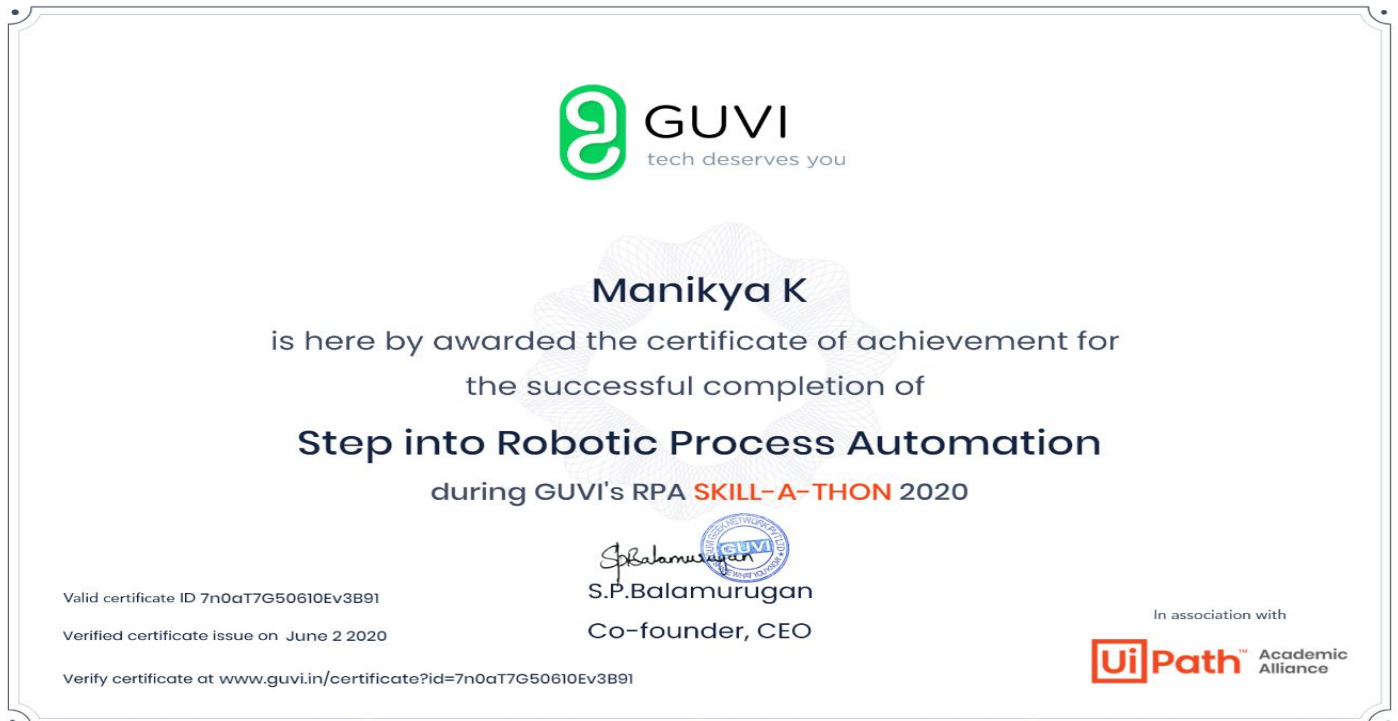 GUVI
tech deserves you
Manikya K
is here by awarded the certificate of achievement for
the successful completion of
Step into Robotic Process Automation
during GUVI's RPA SKILL-A-THON 2020
SPBalamurugan
GUVI
S.P.Balamurugan
Co-founder, CEO
Valid certificate ID 7n0aT7G50610Ev3B91
Verified certificate issue on June 2 2020
Verify certificate at www.guvi.in/certificate?id=7n0aT7G50610Ev3B91
In association with
UiPath™ Academic
Alliance